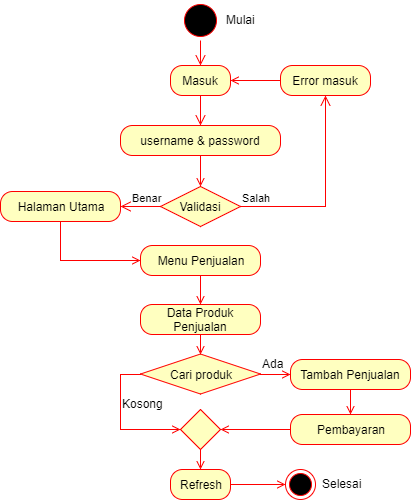 Mulai
Masuk
Error masuk
username & password
Benar
Validasi
Salah
Halaman Utama
Menu Penjualan
Data Produk
Penjualan
Cari produk
Ada
Tambah Penjualan
Kosong
Pembayaran
Refresh
Selesai